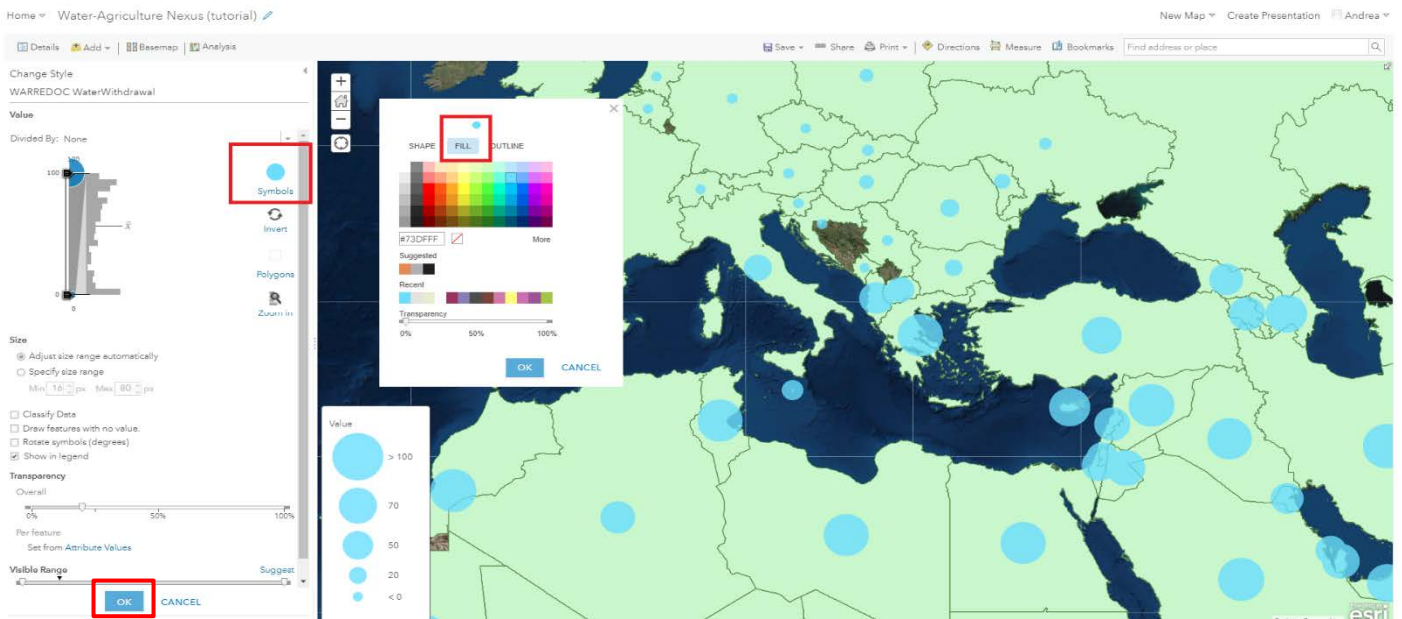 Home Water-Agriculture Nexus (tutorial) New Map Create Presentation Andrea
Details Add Basemap Analysis Save Share Print Directions Measure Bookmarks Find address or place
Change Style
WARREDOC WaterWithdrawal
Value
Divided By: None
100
100
x̄
0
0
Symbols
Invert
Polygons
Zoom in
Size
Adjust size range automatically
Specify size range
Min 16 px Max 80 px
Classify Data
Draw features with no value.
Rotate symbols (degrees)
Show in legend
Transparency
Overall
0% 50% 100%
Per feature
Set from Attribute Values
Visible Range Suggest
OK CANCEL
SHAPE FILL OUTLINE
#73DFFF More
Suggested
Recent
Transparency
0% 50% 100%
OK CANCEL
Value
> 100
70
50
20
< 0
esri